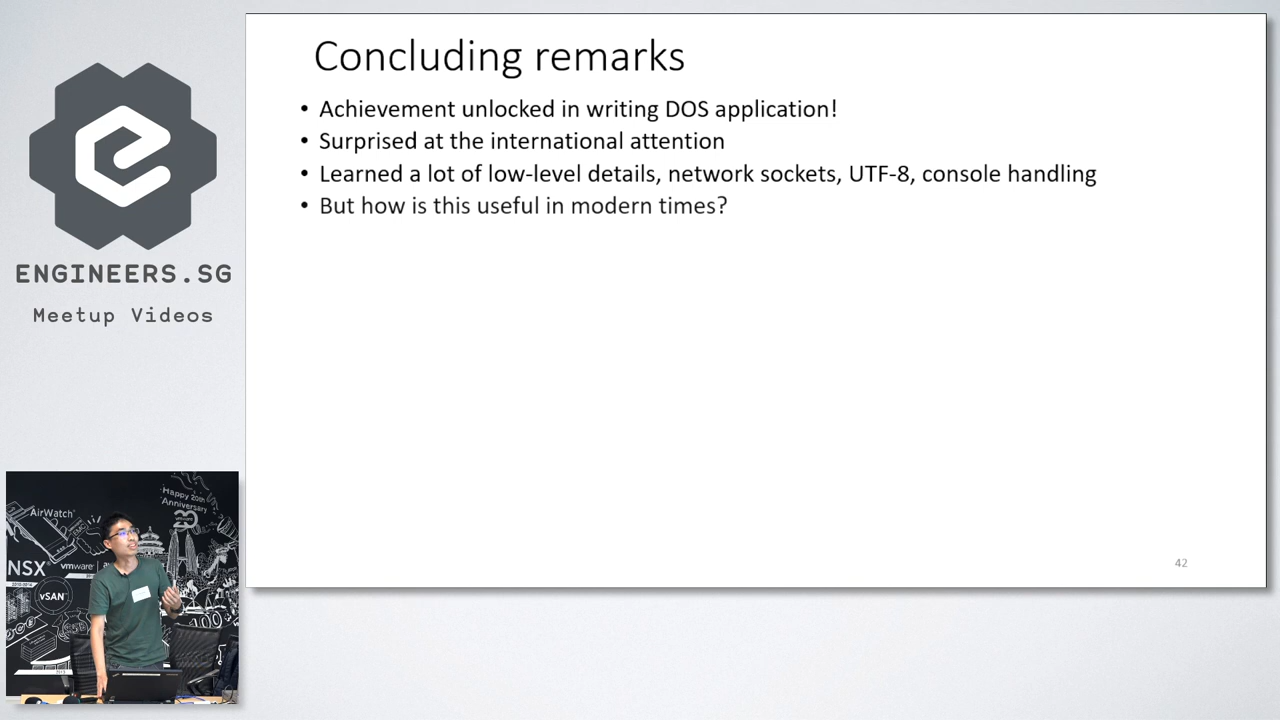 Concluding remarks
• Achievement unlocked in writing DOS application!
• Surprised at the international attention
• Learned a lot of low-level details, network sockets, UTF-8, console handling
• But how is this useful in modern times?
42
ENGINEERS.SG
Meetup Videos
Happy 20th
Anniversary
20
AirWatch
NSX
vmware
vSAN